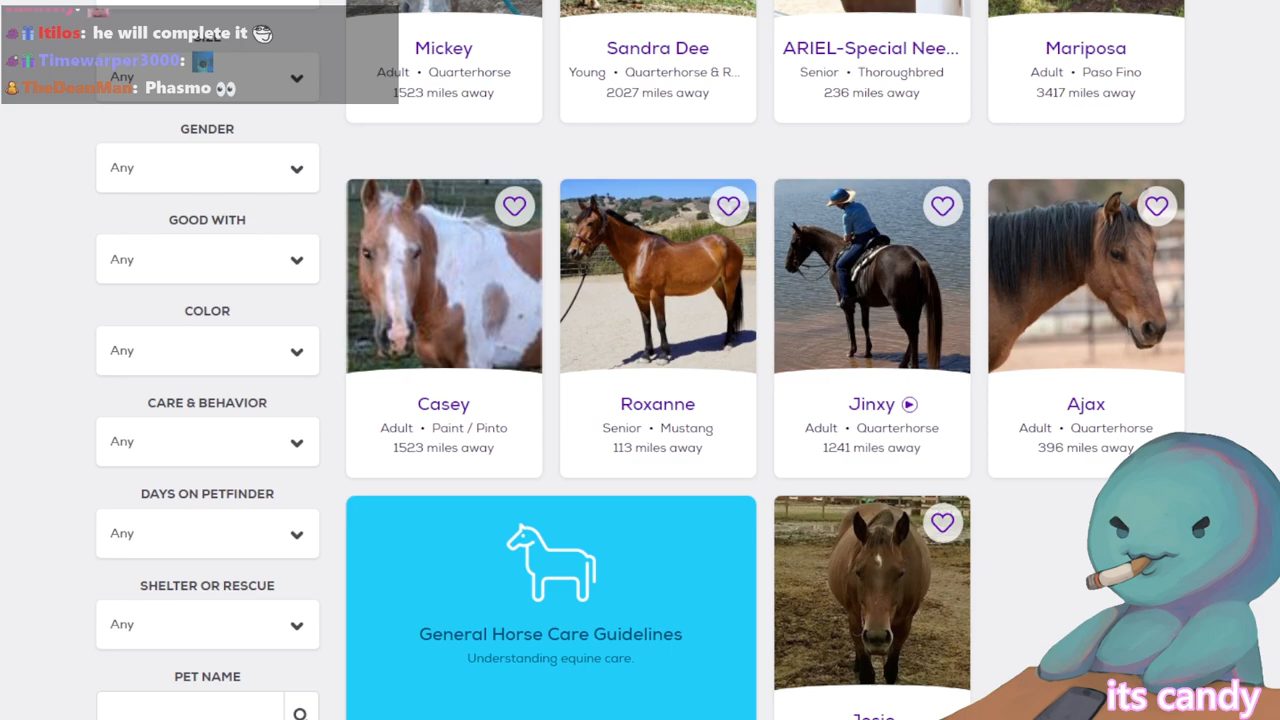 Itilos: he will complete it
Timewarper3000:
TheDeanMan: Phasmo 👀
Any
GENDER
Any
GOOD WITH
Any
COLOR
Any
CARE & BEHAVIOR
Any
DAYS ON PETFINDER
Any
SHELTER OR RESCUE
Any
PET NAME
Mickey
Adult • Quarterhorse
1523 miles away
Sandra Dee
Young • Quarterhorse & R...
2027 miles away
ARIEL-Special Nee...
Senior • Thoroughbred
236 miles away
Mariposa
Adult • Paso Fino
3417 miles away
Casey
Adult • Paint / Pinto
1523 miles away
Roxanne
Senior • Mustang
113 miles away
Jinxy
Adult • Quarterhorse
1241 miles away
Ajax
Adult • Quarterhorse
396 miles away
General Horse Care Guidelines
Understanding equine care.
its candy